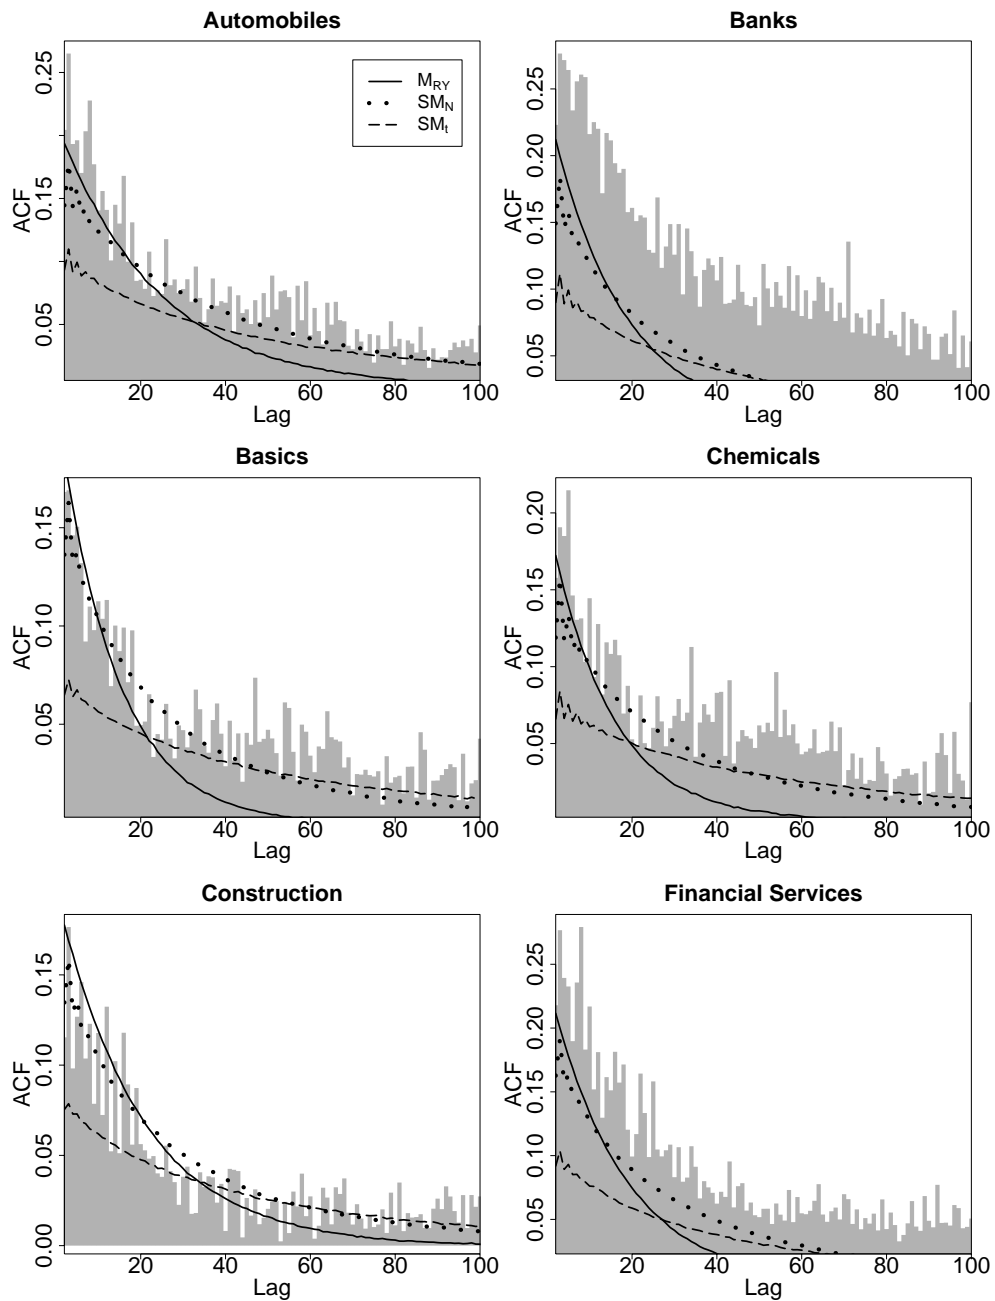 Automobiles
ACF
0.05 0.15 0.25
M_RY
SM_N
SM_t
20 40 60 80 100
Lag
Banks
ACF
0.05 0.10 0.15 0.20 0.25
20 40 60 80 100
Lag
Basics
ACF
0.05 0.10 0.15
20 40 60 80 100
Lag
Chemicals
ACF
0.05 0.10 0.15 0.20
20 40 60 80 100
Lag
Construction
ACF
0.00 0.05 0.10 0.15
20 40 60 80 100
Lag
Financial Services
ACF
0.05 0.10 0.15 0.20 0.25
20 40 60 80 100
Lag